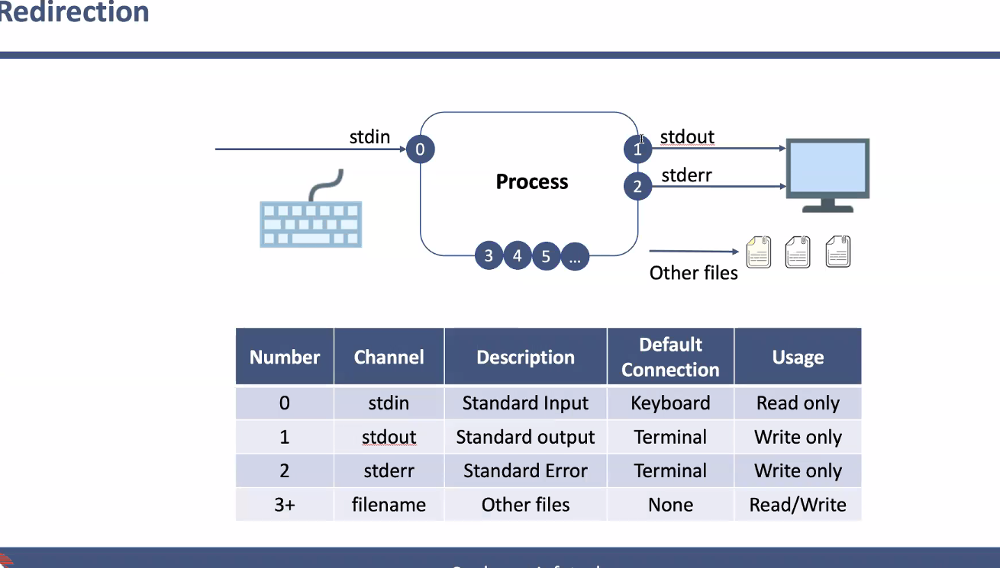 Redirection
stdin
0
Process
1
stdout
2
stderr
3 4 5 ...
Other files
Number Channel Description Default Connection Usage
0 stdin Standard Input Keyboard Read only
1 stdout Standard output Terminal Write only
2 stderr Standard Error Terminal Write only
3+ filename Other files None Read/Write